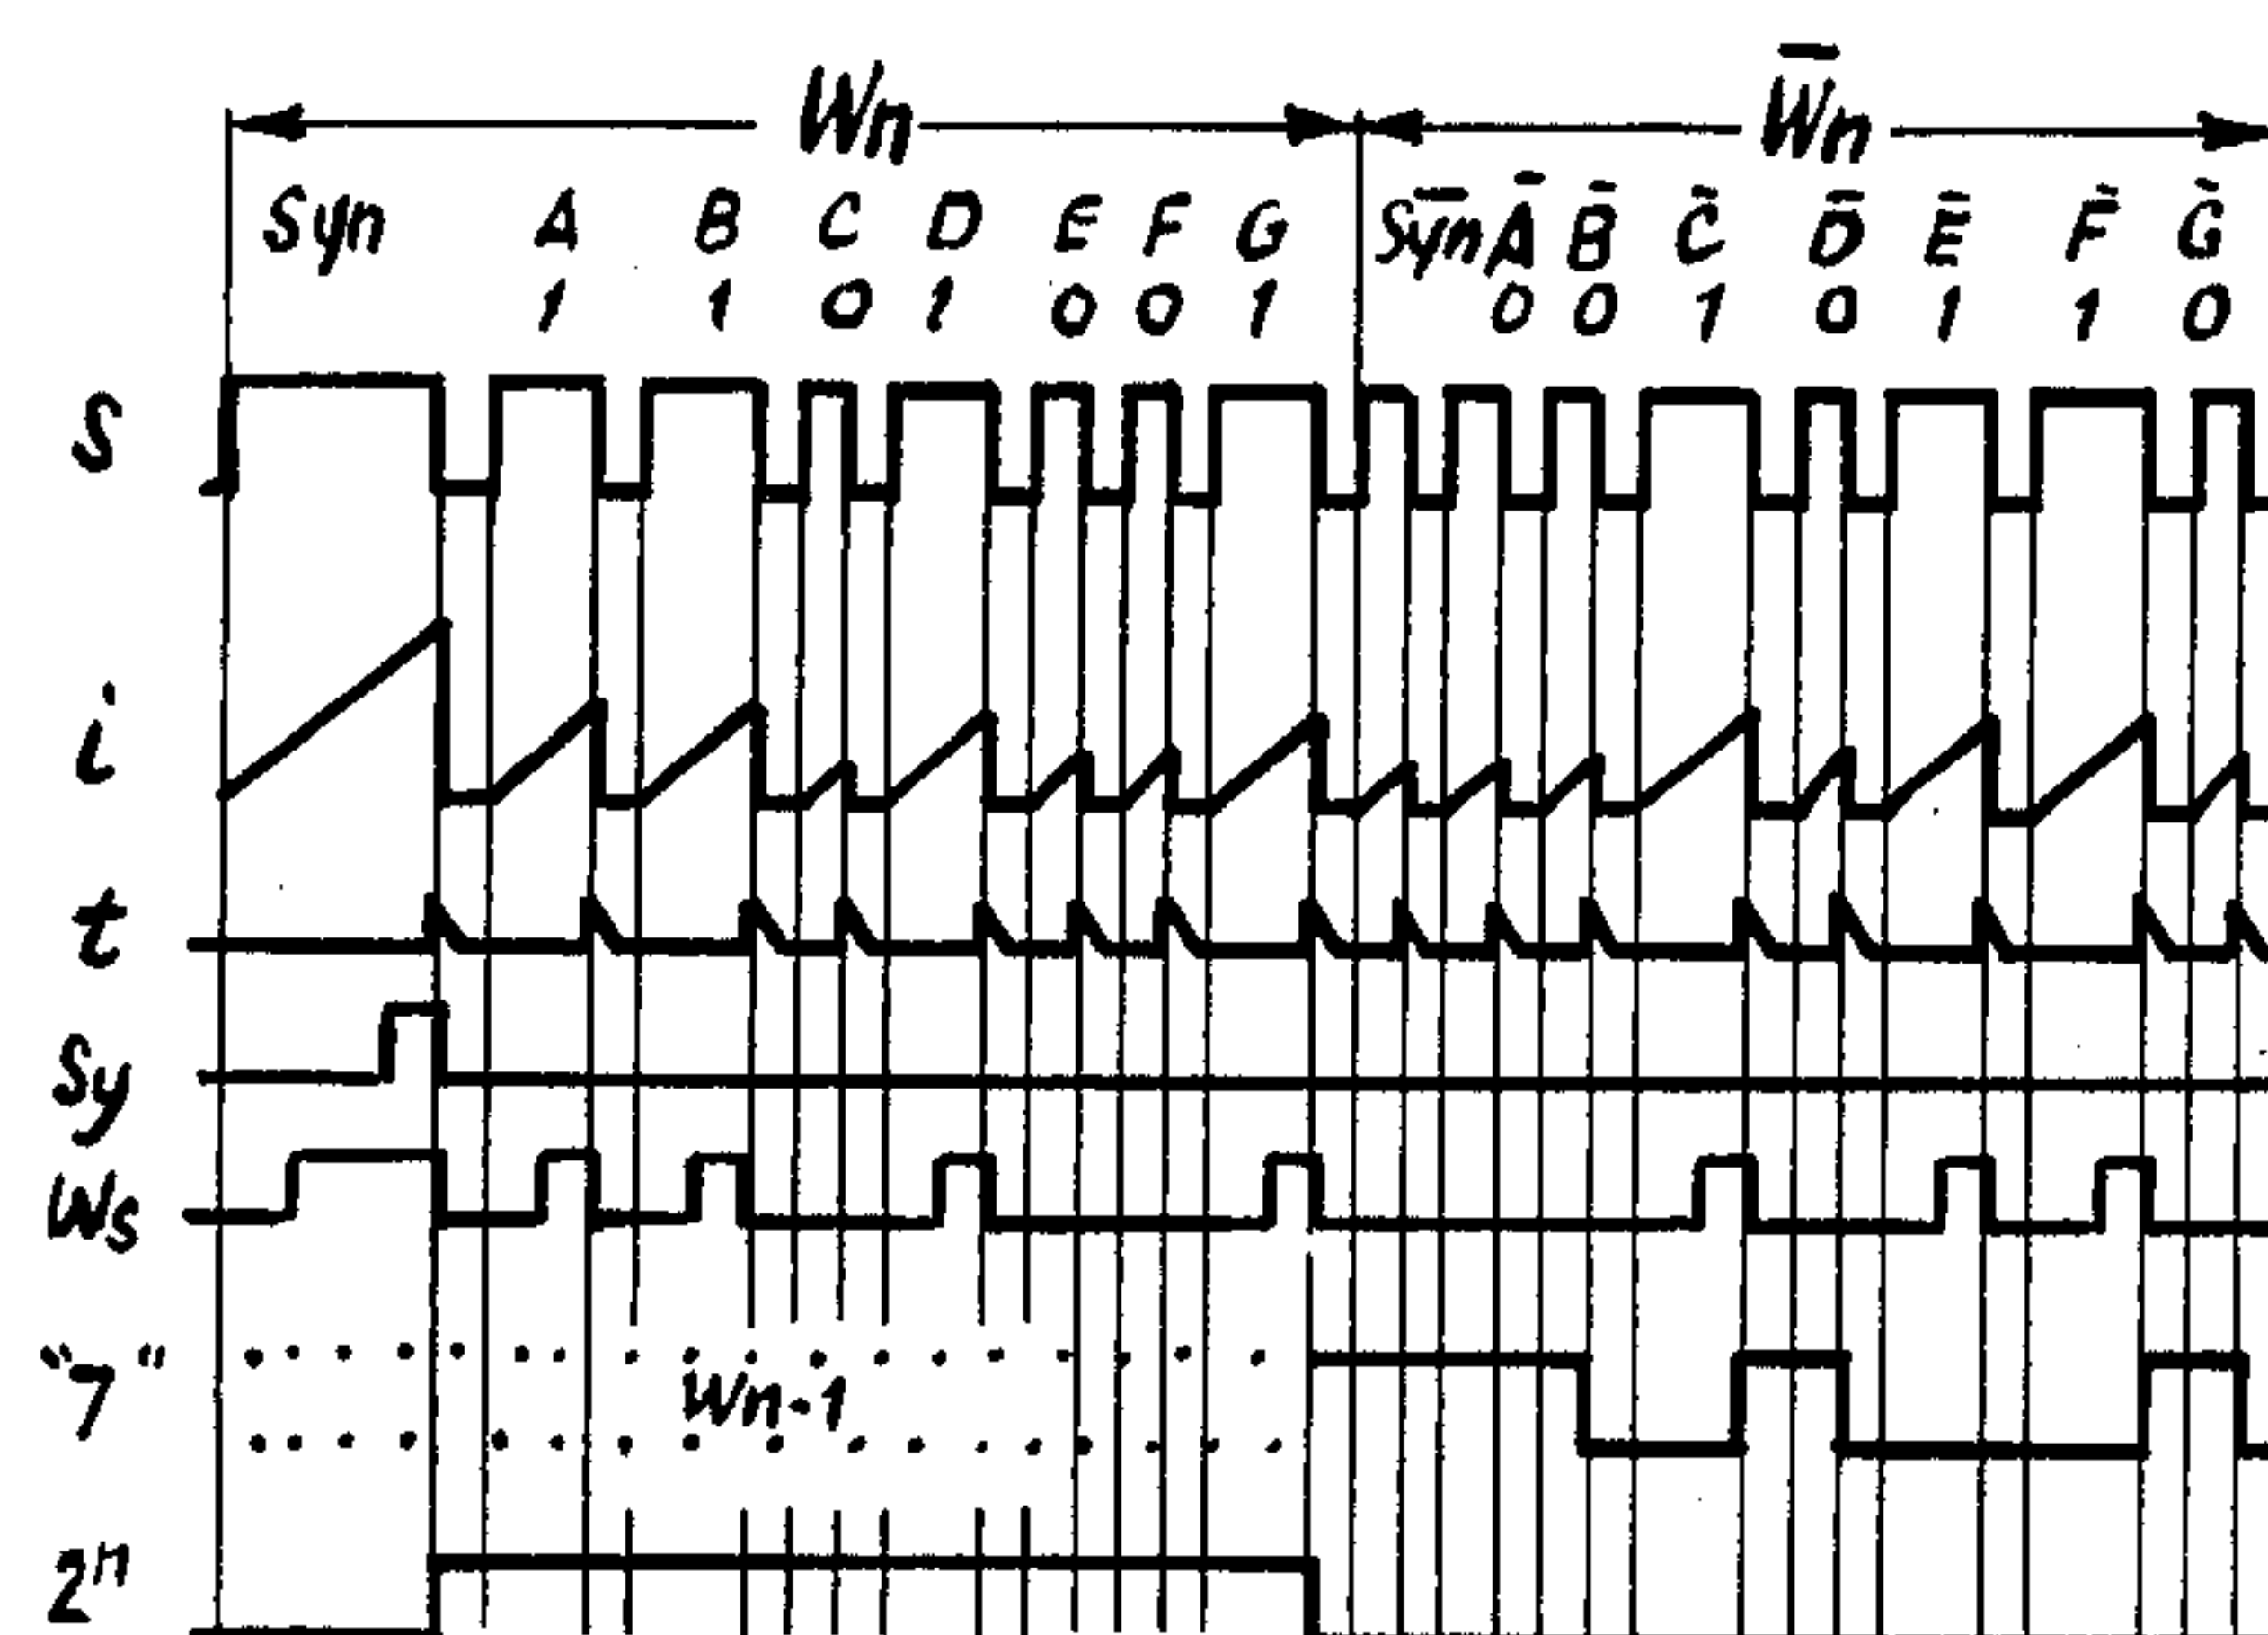 Wn W̅n
Syn A B C D E F G S̅y̅n̅ Ā B̄ C̄ D̄ Ē F̄ Ḡ
1 1 0 1 0 0 1 0 0 1 0 1 1 0
S
i
t
Sy
Ws
"7" Wn-1
2ⁿ